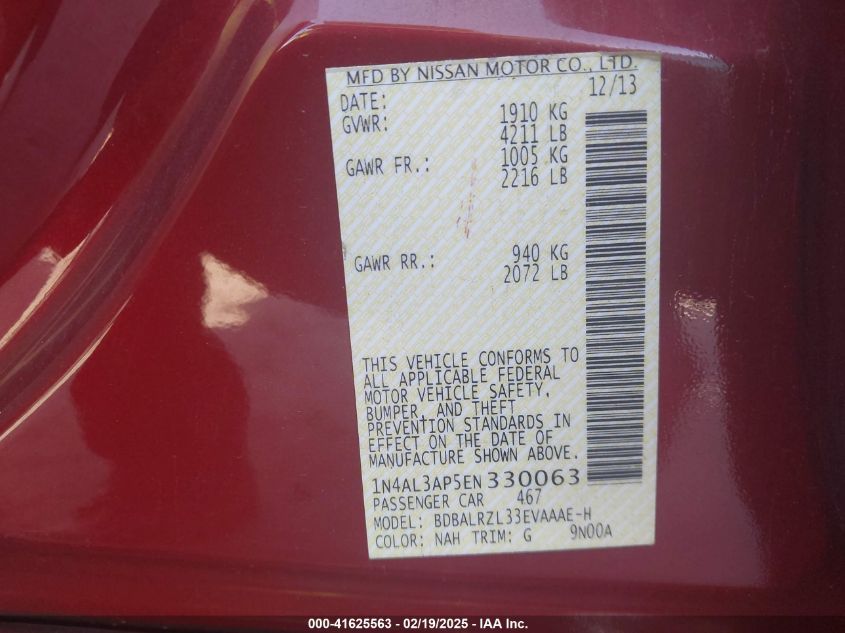 MFD BY NISSAN MOTOR CO., LTD.
DATE: 12/13
GVWR: 1910 KG
4211 LB
GAWR FR.: 1005 KG
2216 LB
GAWR RR.: 940 KG
2072 LB
THIS VEHICLE CONFORMS TO
ALL APPLICABLE FEDERAL
MOTOR VEHICLE SAFETY,
BUMPER, AND THEFT
PREVENTION STANDARDS IN
EFFECT ON THE DATE OF
MANUFACTURE SHOWN ABOVE.
1N4AL3AP5EN 330063
PASSENGER CAR 467
MODEL: BDBALRZL33EVAAAE-H
COLOR: NAH TRIM: G 9N00A
000-41625563 - 02/19/2025 - IAA Inc.